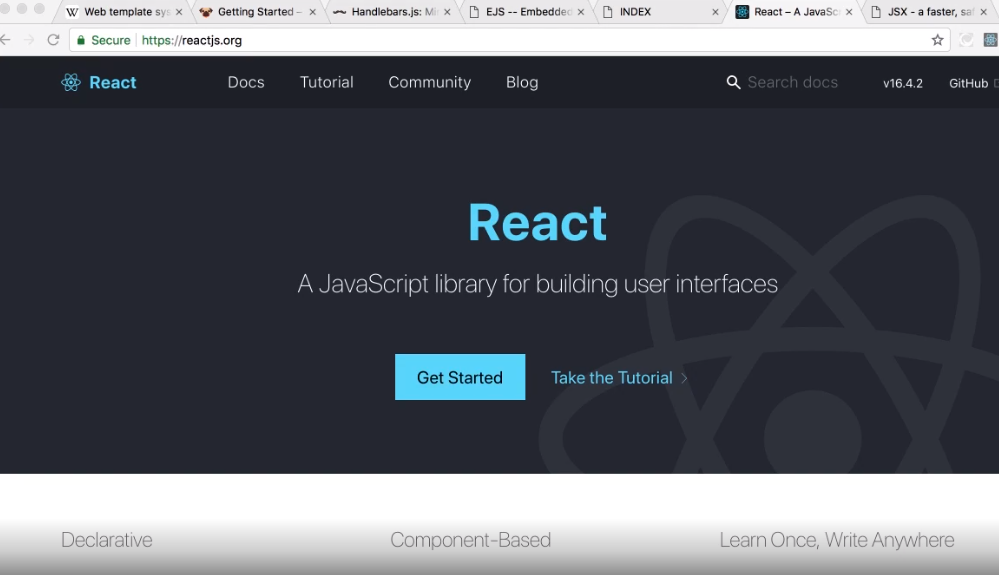 Web template sys
Getting Started –
Handlebars.js: Mi
EJS -- Embedded
INDEX
React – A JavaSc
JSX - a faster, saf
Secure
https://reactjs.org
React
Docs
Tutorial
Community
Blog
Search docs
v16.4.2
GitHub
React
A JavaScript library for building user interfaces
Get Started
Take the Tutorial
Declarative
Component-Based
Learn Once, Write Anywhere